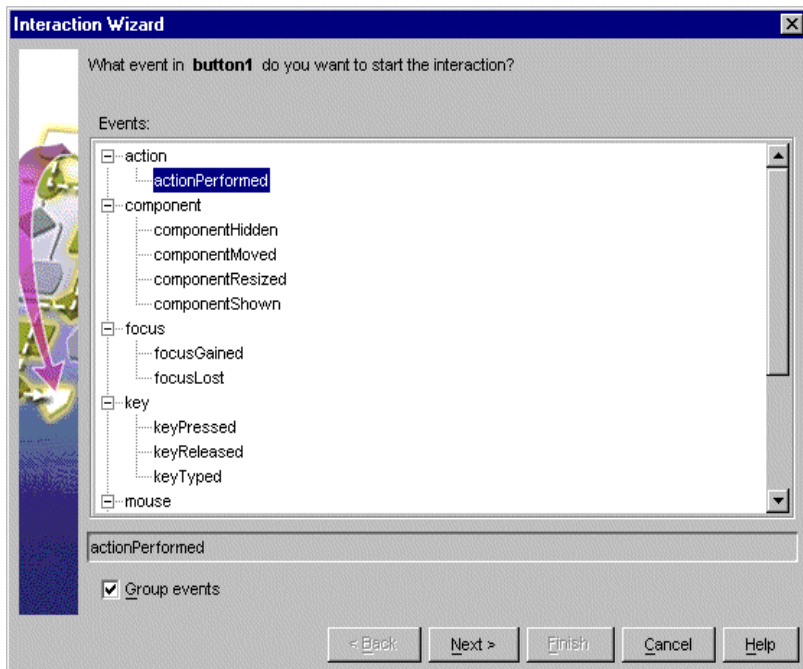 Interaction Wizard
What event in button1 do you want to start the interaction?
Events:
action
actionPerformed
component
componentHidden
componentMoved
componentResized
componentShown
focus
focusGained
focusLost
key
keyPressed
keyReleased
keyTyped
mouse
actionPerformed
Group events
< Back Next > Finish Cancel Help